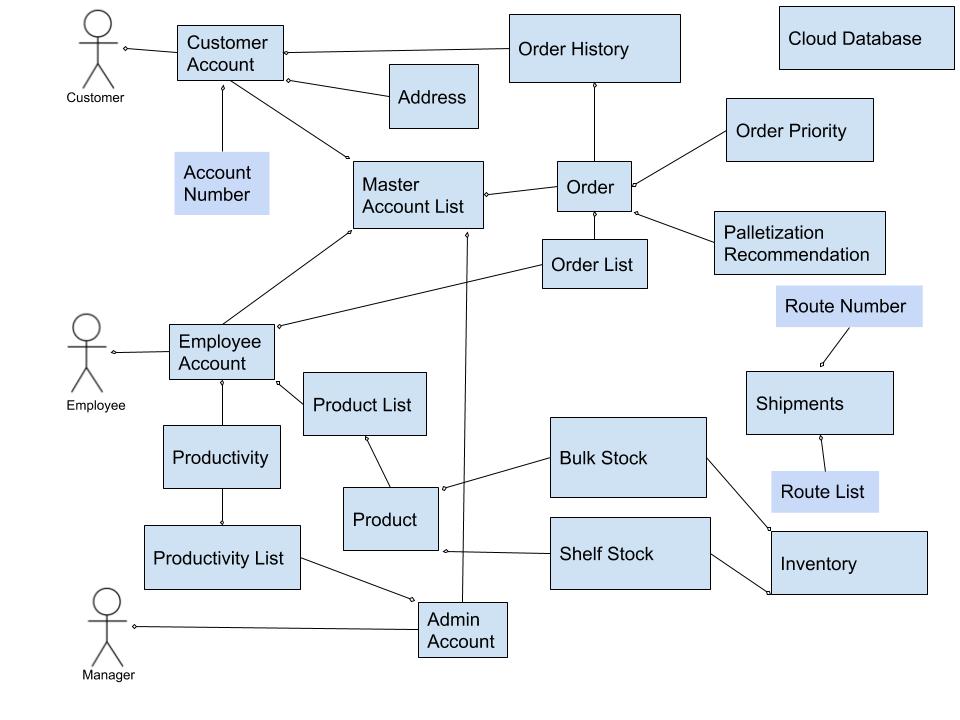 Customer
Account
Order History
Cloud Database
Customer
Address
Order Priority
Account
Number
Master
Account List
Order
Palletization
Recommendation
Order List
Route Number
Employee
Account
Employee
Product List
Shipments
Productivity
Bulk Stock
Route List
Product
Productivity List
Shelf Stock
Inventory
Admin
Account
Manager